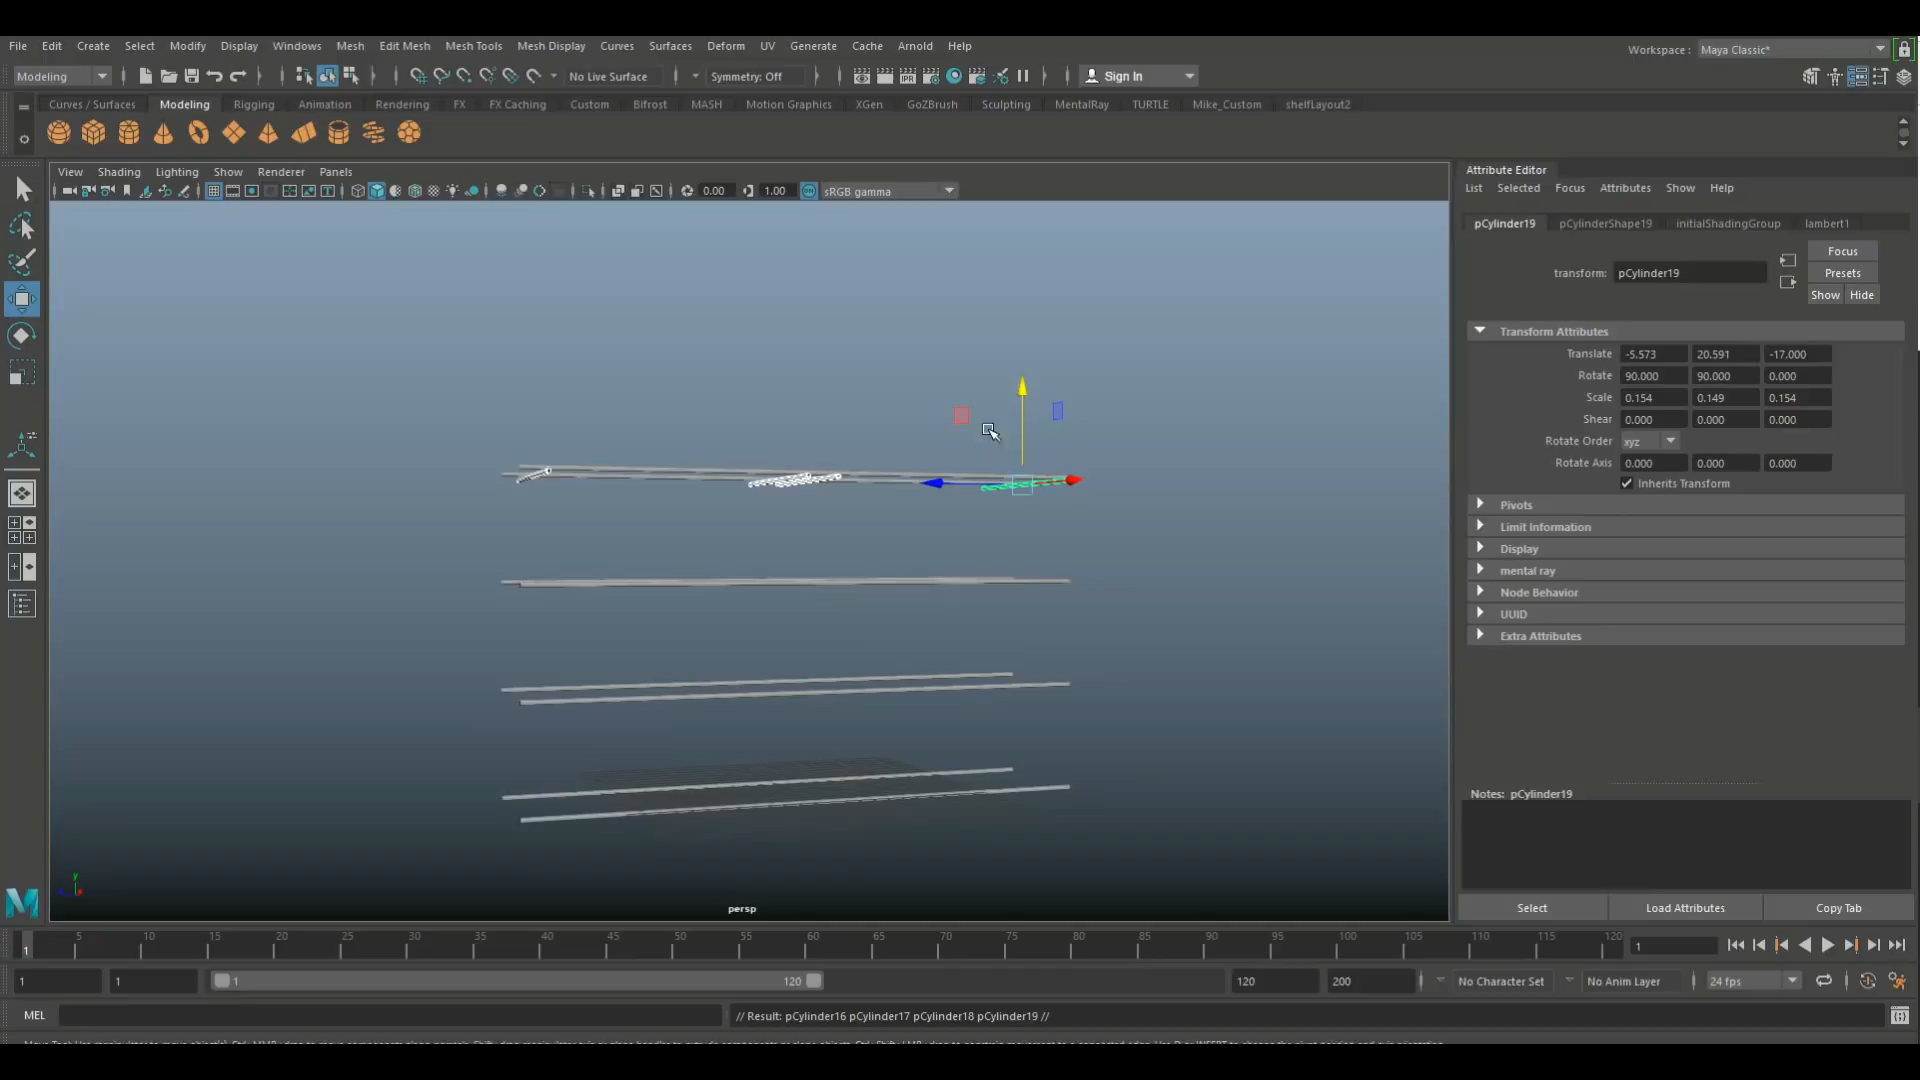 File Edit Create Select Modify Display Windows Mesh Edit Mesh Mesh Tools Mesh Display Curves Surfaces Deform UV Generate Cache Arnold Help
Workspace : Maya Classic*
Modeling No Live Surface Symmetry: Off Sign In
Curves / Surfaces Modeling Rigging Animation Rendering FX FX Caching Custom Bifrost MASH Motion Graphics XGen GoZBrush Sculpting MentalRay TURTLE Mike_Custom shelfLayout2
View Shading Lighting Show Renderer Panels
0.00 1.00 sRGB gamma
persp
Attribute Editor
List Selected Focus Attributes Show Help
pCylinder19 pCylinderShape19 initialShadingGroup lambert1
Focus
transform: pCylinder19
Presets
Show Hide
Transform Attributes
Translate -5.573 20.591 -17.000
Rotate 90.000 90.000 0.000
Scale 0.154 0.149 0.154
Shear 0.000 0.000 0.000
Rotate Order xyz
Rotate Axis 0.000 0.000 0.000
Inherits Transform
Pivots
Limit Information
Display
mental ray
Node Behavior
UUID
Extra Attributes
Notes: pCylinder19
Select Load Attributes Copy Tab
1 5 10 15 20 25 30 35 40 45 50 55 60 65 70 75 80 85 90 95 100 105 110 115 120 1
1 1 1 120 120 200 No Character Set No Anim Layer 24 fps
MEL // Result: pCylinder16 pCylinder17 pCylinder18 pCylinder19 //